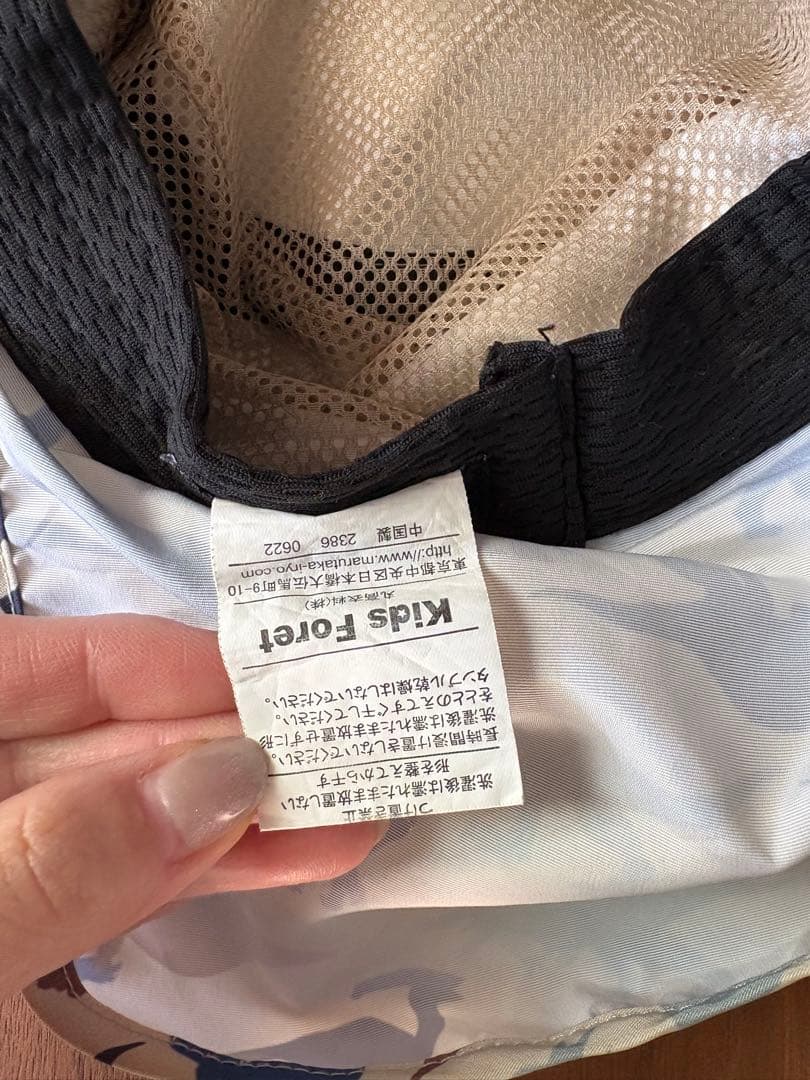 つけ置き禁止
洗濯後は濡れたまま放置しない
形を整えてから干す
長時間浸け置きしないでください。
洗濯後は濡れたまま放置せずに形
をととのえてすぐ干してください。
タンブル乾燥はしないでください。
Kids Foret
丸高衣料(株)
東京都中央区日本橋大伝馬町9-10
http://www.marutaka-iryo.com
中国製 2386 0622